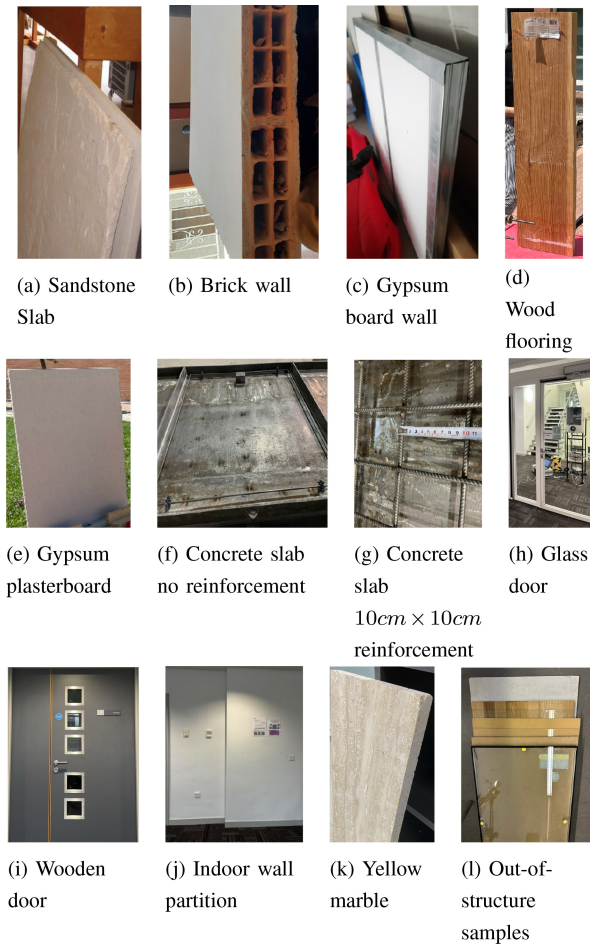 (a) Sandstone
Slab
(b) Brick wall
(c) Gypsum
board wall
(d)
Wood
flooring
(e) Gypsum
plasterboard
(f) Concrete slab
no reinforcement
(g) Concrete
slab
10cm × 10cm
reinforcement
(h) Glass
door
(i) Wooden
door
(j) Indoor wall
partition
(k) Yellow
marble
(l) Out-of-
structure
samples